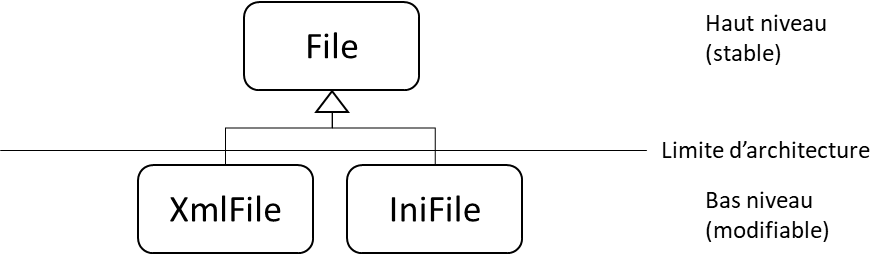 File
Haut niveau
(stable)
Limite d’architecture
XmlFile
IniFile
Bas niveau
(modifiable)